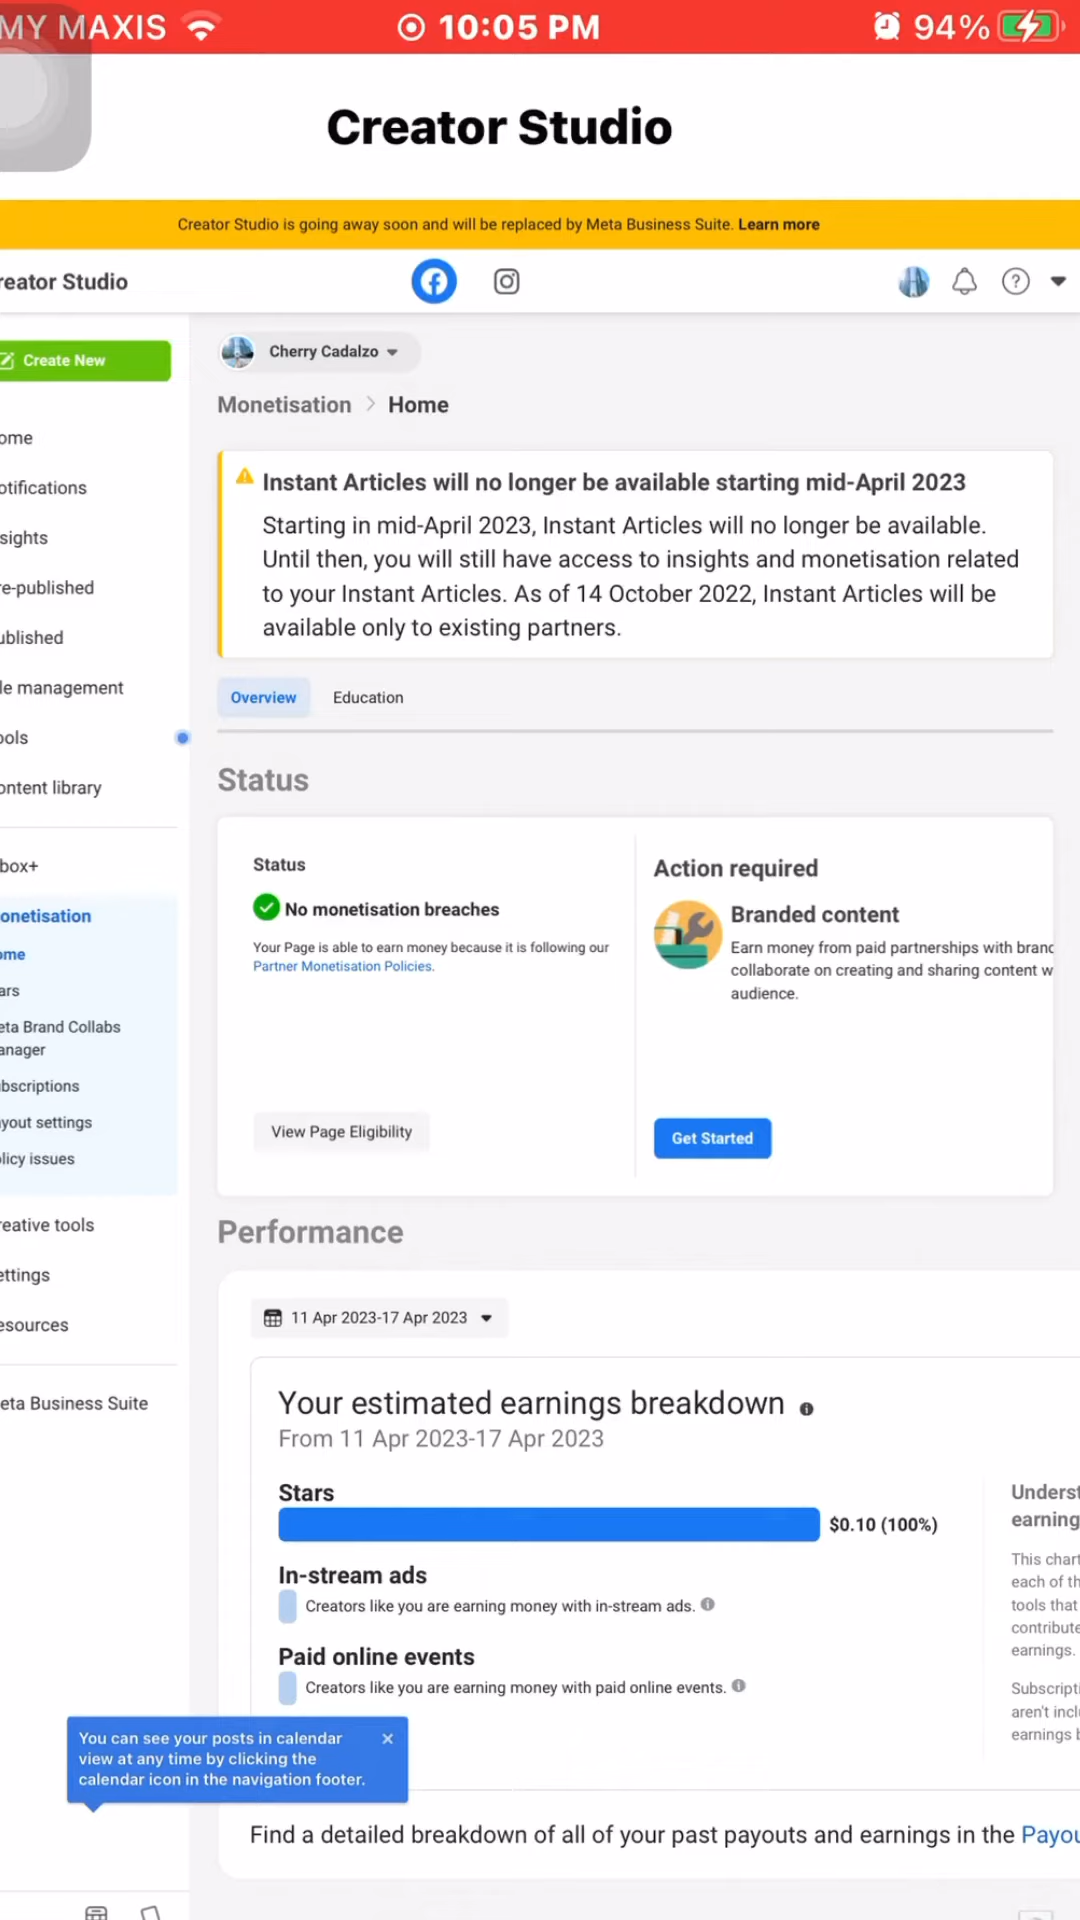 MY MAXIS 10:05 PM 94%
Creator Studio
Creator Studio is going away soon and will be replaced by Meta Business Suite. Learn more
reator Studio
Create New
ome
otifications
sights
re-published
ublished
le management
ools
ontent library
box+
onetisation
ome
ars
eta Brand Collabs
anager
bscriptions
yout settings
licy issues
reative tools
ettings
esources
eta Business Suite
Cherry Cadalzo
Monetisation > Home
Instant Articles will no longer be available starting mid-April 2023
Starting in mid-April 2023, Instant Articles will no longer be available.
Until then, you will still have access to insights and monetisation related
to your Instant Articles. As of 14 October 2022, Instant Articles will be
available only to existing partners.
Overview Education
Status
Status
No monetisation breaches
Your Page is able to earn money because it is following our
Partner Monetisation Policies.
View Page Eligibility
Action required
Branded content
Earn money from paid partnerships with branc
collaborate on creating and sharing content w
audience.
Get Started
Performance
11 Apr 2023-17 Apr 2023
Your estimated earnings breakdown
From 11 Apr 2023-17 Apr 2023
Stars
$0.10 (100%)
In-stream ads
Creators like you are earning money with in-stream ads.
Paid online events
Creators like you are earning money with paid online events.
Underst
earning
This chart
each of th
tools that
contribute
earnings.
Subscripti
aren't incl
earnings b
You can see your posts in calendar
view at any time by clicking the
calendar icon in the navigation footer.
Find a detailed breakdown of all of your past payouts and earnings in the Payou